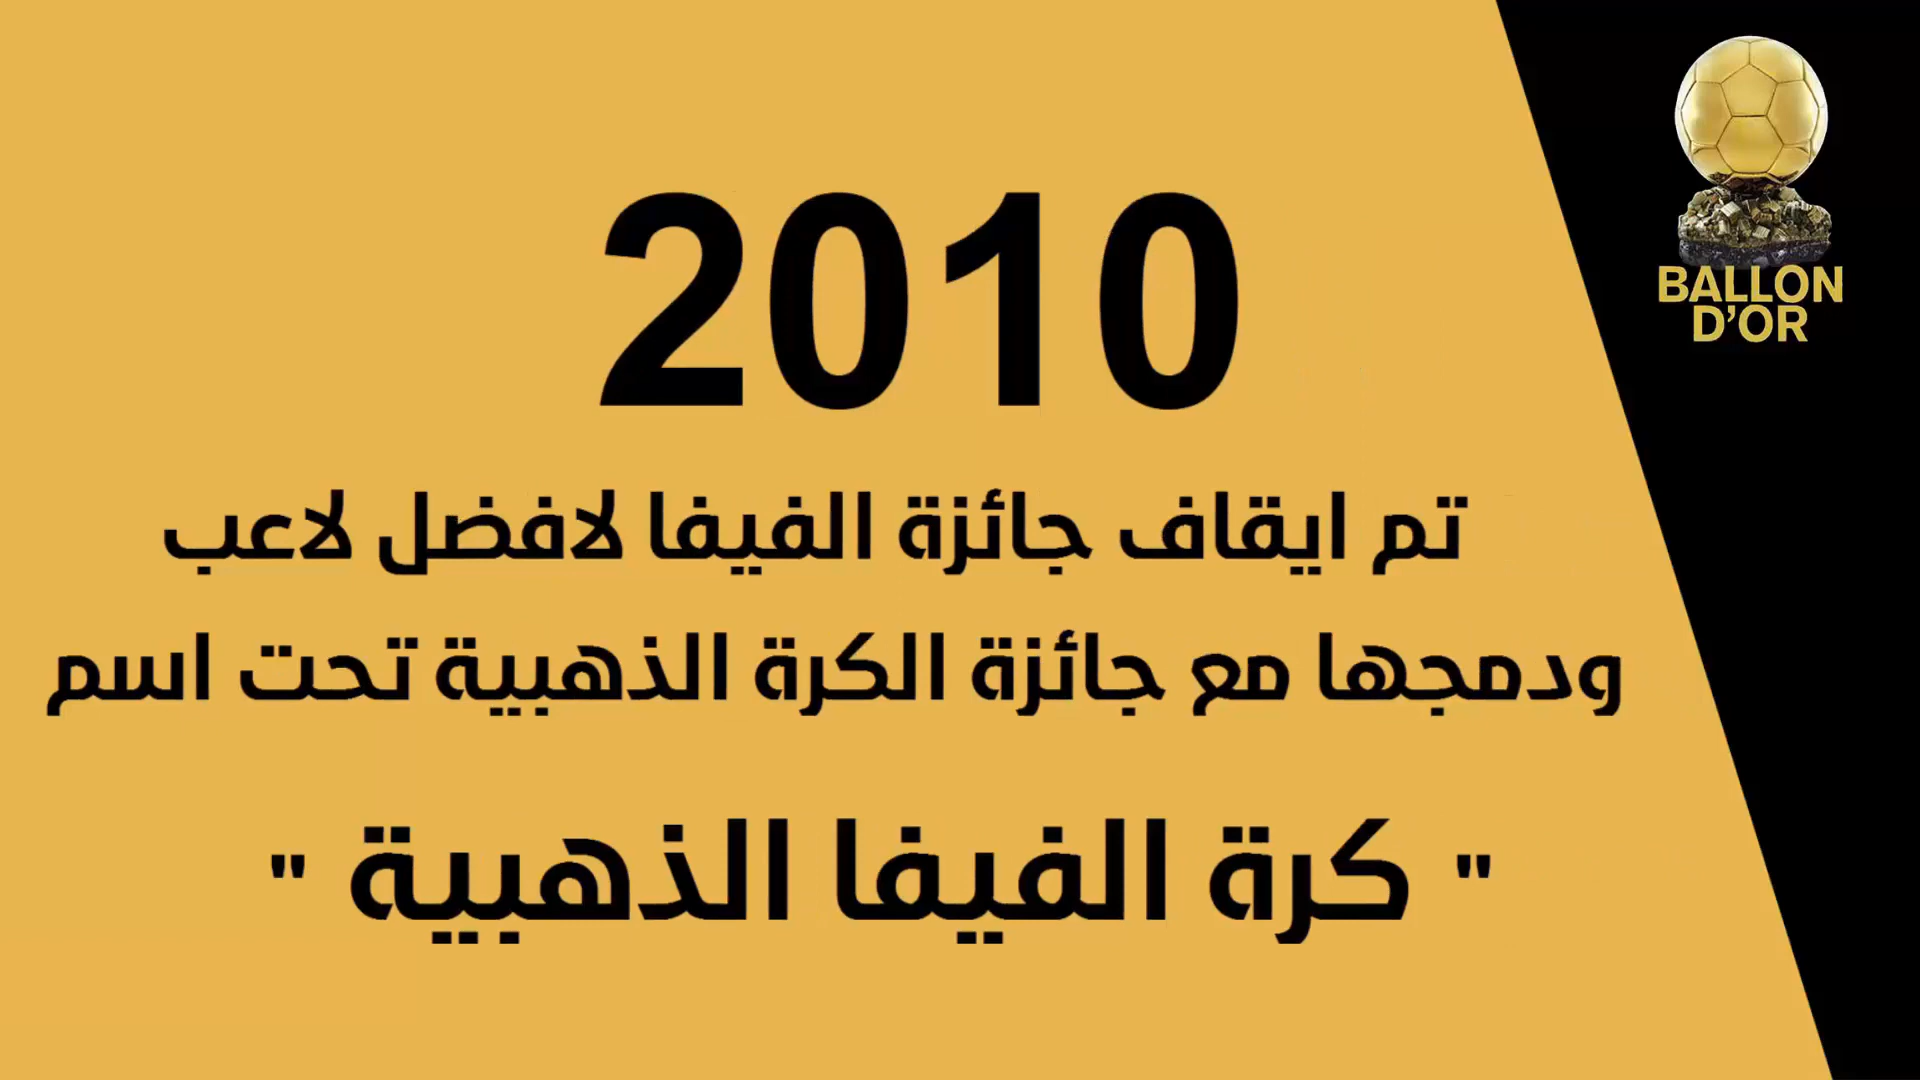 BALLON
D'OR
2010
تم ايقاف جائزة الفيفا لافضل لاعب
ودمجها مع جائزة الكرة الذهبية تحت اسم
" كرة الفيفا الذهبية "